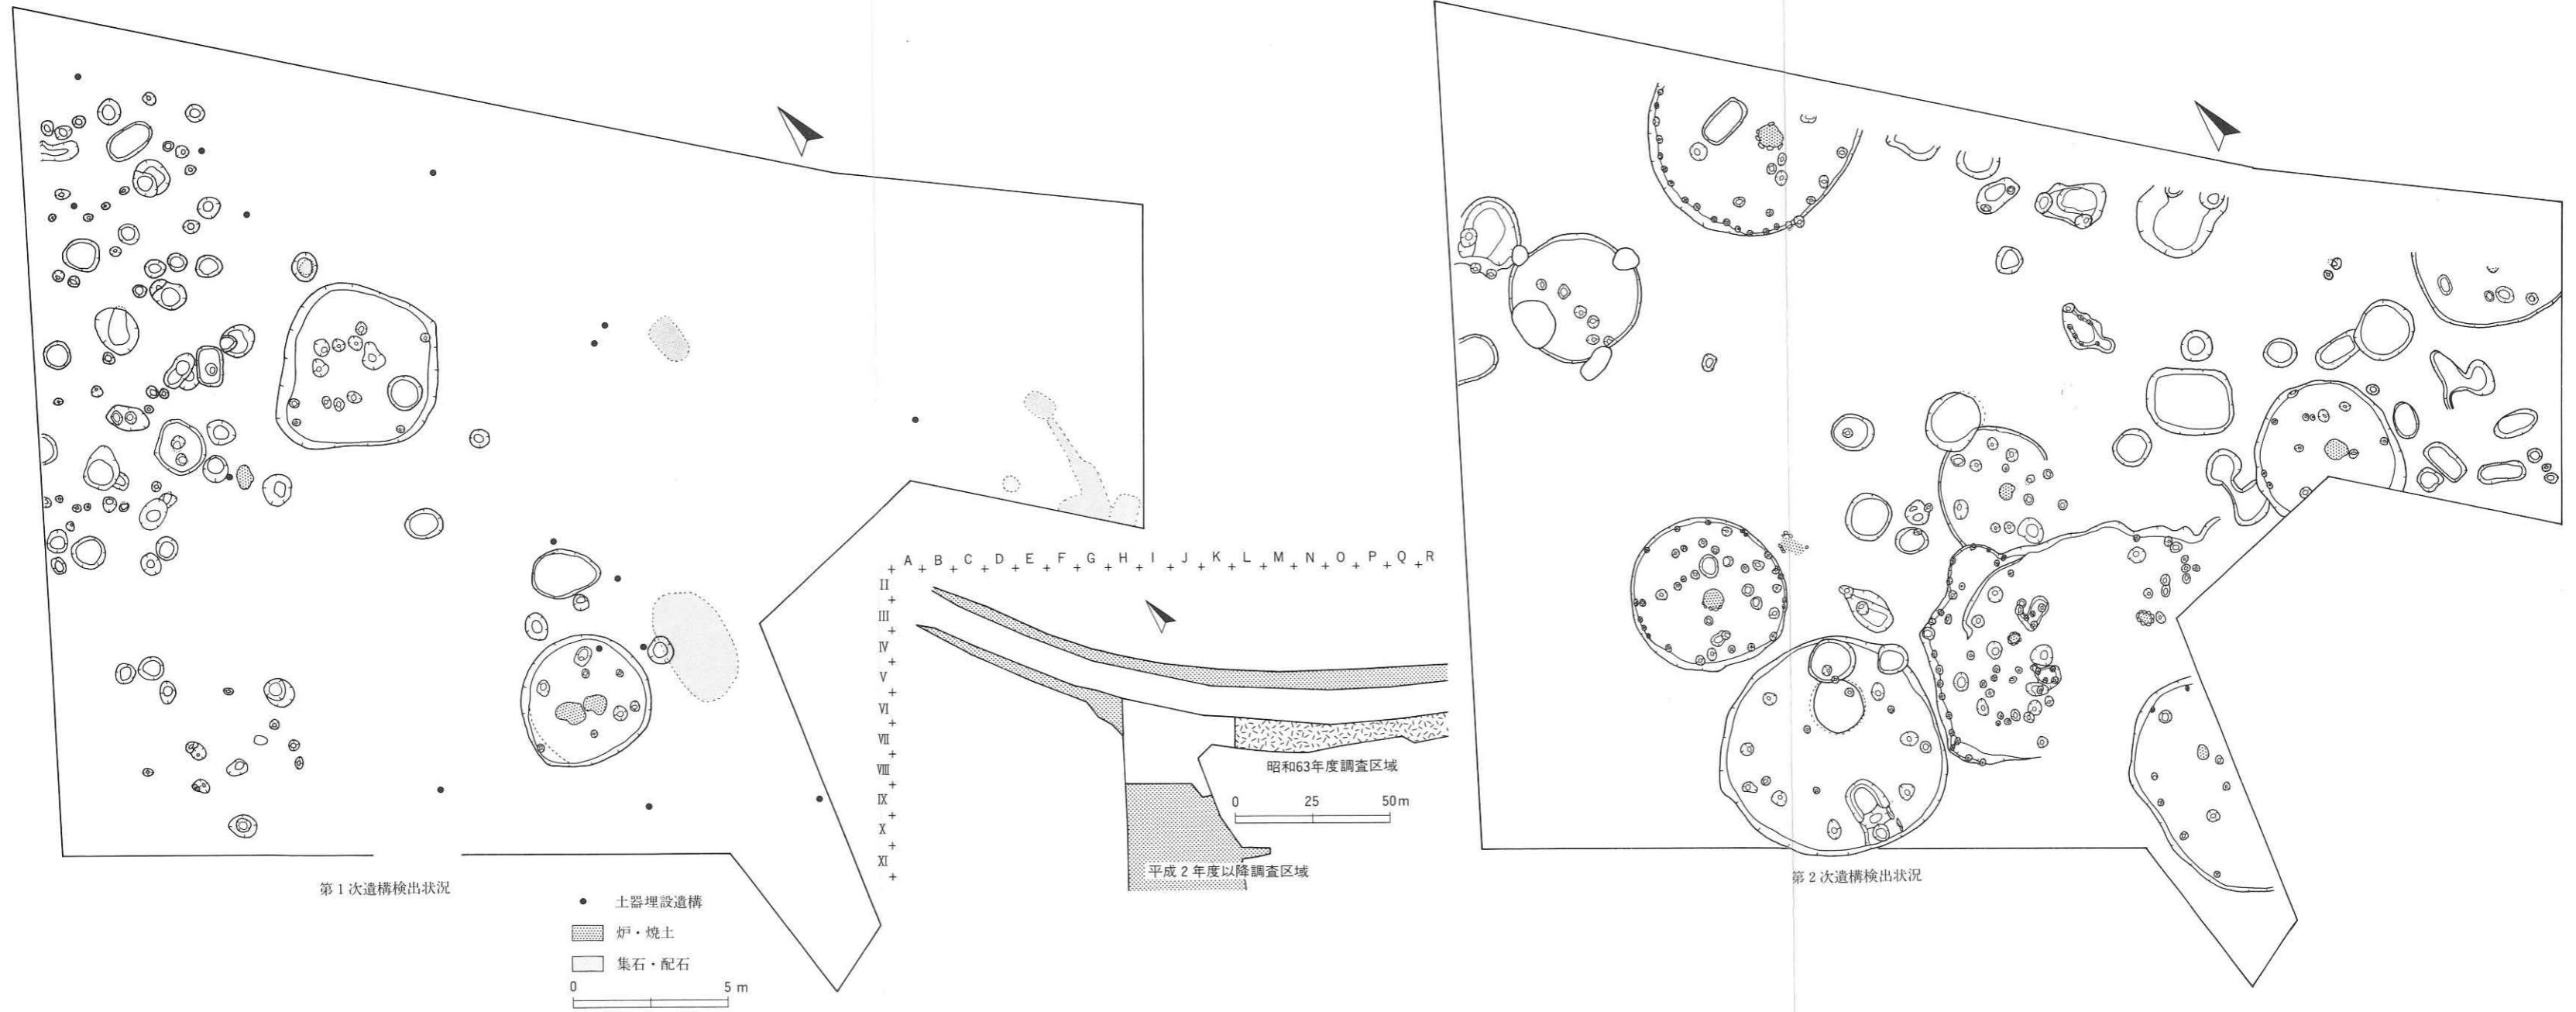 A B C D E F G H I J K L M N O P Q R
II
III
IV
V
VI
VII
VIII
IX
X
XI
昭和63年度調査区域
0 25 50m
平成2年度以降調査区域
第1次遺構検出状況
土器埋設遺構
炉・焼土
集石・配石
0 5 m
第2次遺構検出状況